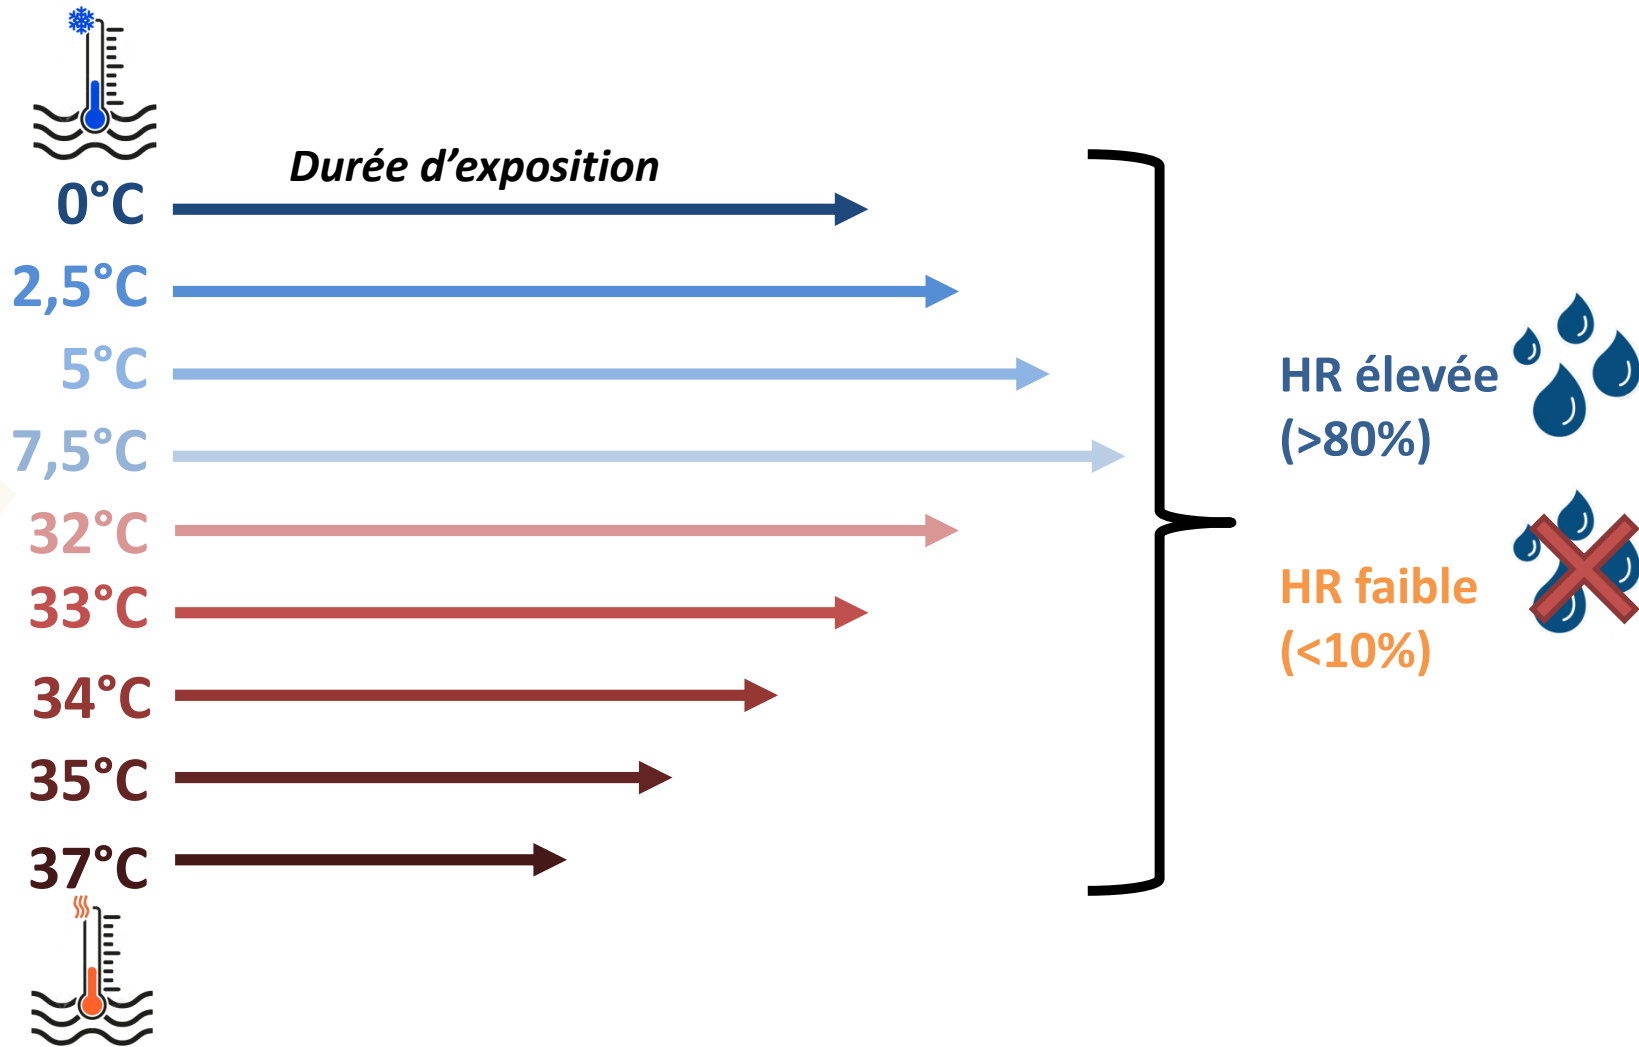 Durée d’exposition
0°C
2,5°C
5°C
7,5°C
32°C
33°C
34°C
35°C
37°C
HR élevée
(>80%)
HR faible
(<10%)